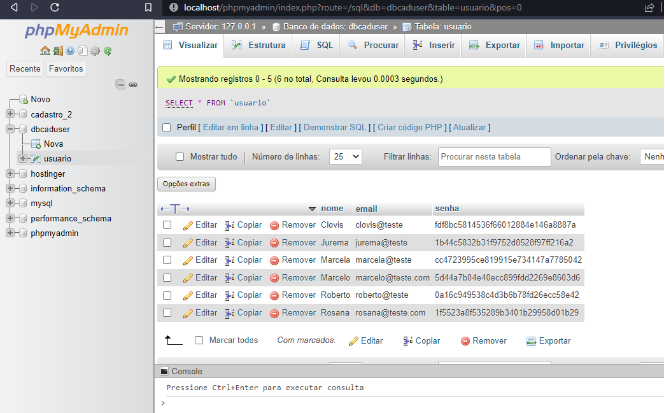 localhost/phpmyadmin/index.php?route=/sql&db=dbcaduser&table=usuario&pos=0
phpMyAdmin
Recente Favoritos
Novo
cadastro_2
dbcaduser
Nova
usuario
hostinger
information_schema
mysql
performance_schema
phpmyadmin
Servidor: 127.0.0.1 » Banco de dados: dbcaduser » Tabela: usuario
Visualizar Estrutura SQL Procurar Inserir Exportar Importar Privilégios
Mostrando registros 0 - 5 (6 no total, Consulta levou 0.0003 segundos.)
SELECT * FROM `usuario`
Perfil [ Editar em linha ] [ Editar ] [ Demonstrar SQL ] [ Criar código PHP ] [ Atualizar ]
Mostrar tudo Número de linhas: 25 Filtrar linhas: Procurar nesta tabela Ordenar pela chave: Nenh
Opções extras
nome email senha
Editar Copiar Remover Clovis clovis@teste fdf8bc5814536f66012884e146a8887a
Editar Copiar Remover Jurema jurema@teste 1b44c5832b31f9752d8528f97ff216a2
Editar Copiar Remover Marcela marcela@teste cc4723995ce819915e734147a7785042
Editar Copiar Remover Marcelo marcelo@teste.com 5d44a7b04e40ecc899fdd2269e8603d6
Editar Copiar Remover Roberto roberto@teste 0a16c949538c4d3b6b78fd26ecc58e42
Editar Copiar Remover Rosana rosana@teste.com 1f5523a8f535289b3401b29958d01b29
Marcar todos Com marcados: Editar Copiar Remover Exportar
Console
Pressione Ctrl+Enter para executar consulta
>